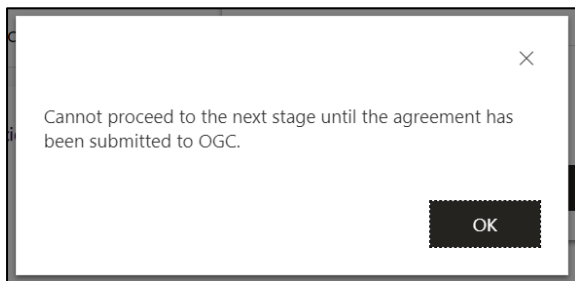 Cannot proceed to the next stage until the agreement has
been submitted to OGC.
OK